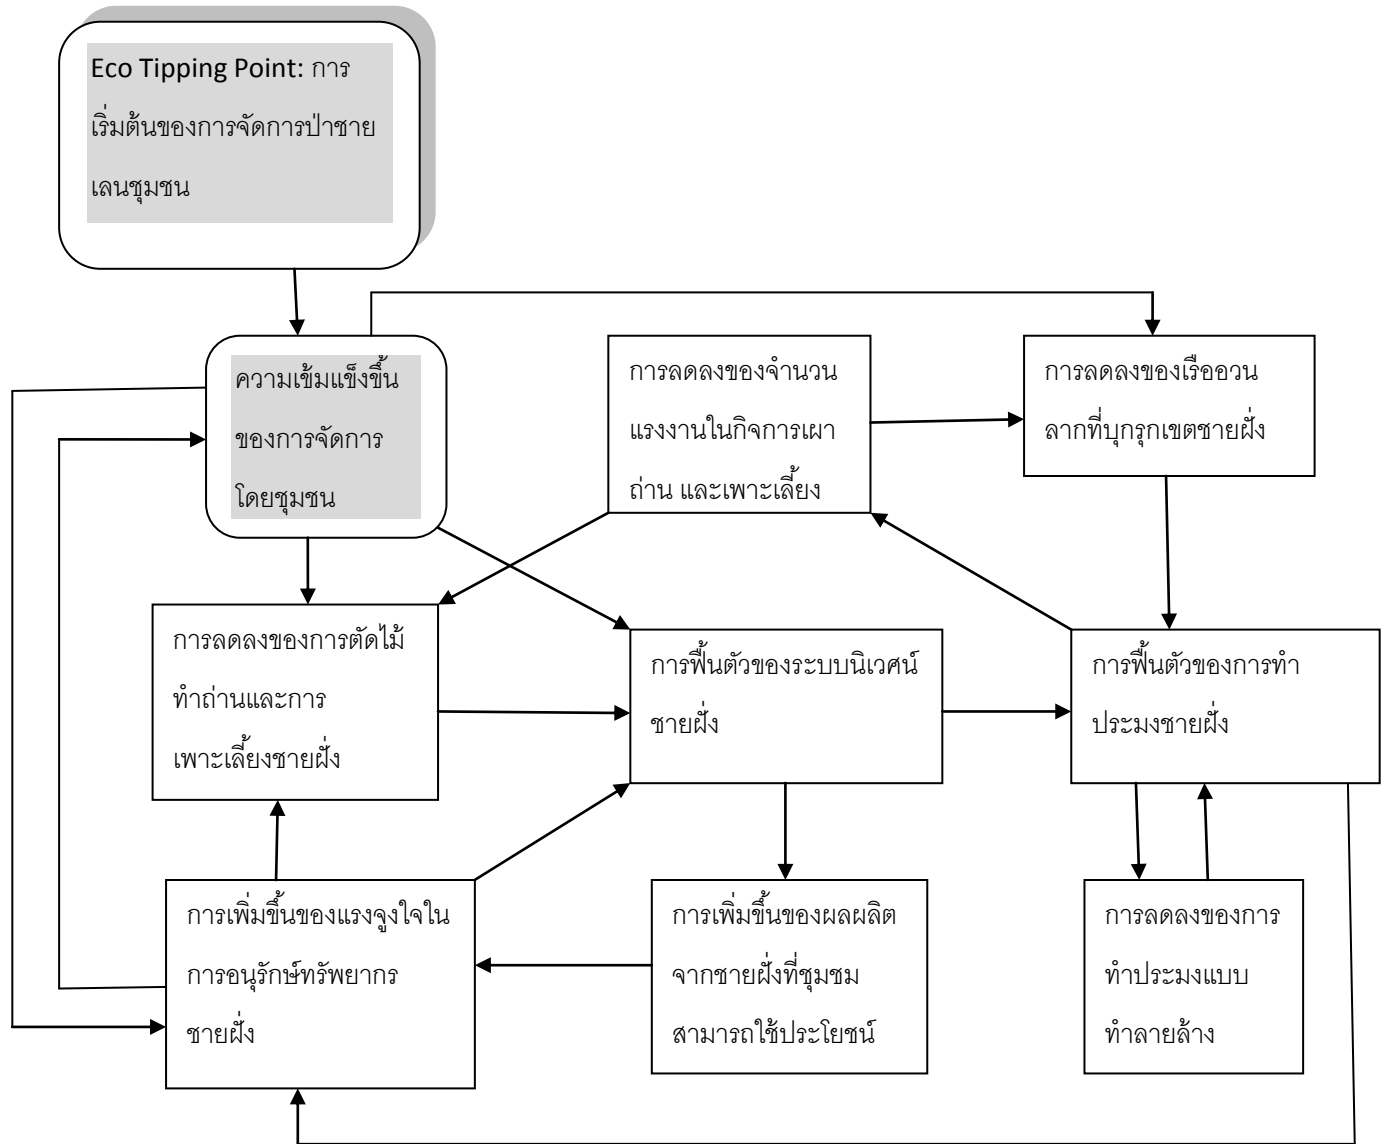 Eco Tipping Point: การ
เริ่มต้นของการจัดการป่าชาย
เลนชุมชน
ความเข้มแข็งขึ้น
ของการจัดการ
โดยชุมชน
การลดลงของจำนวน
แรงงานในกิจการเผา
ถ่าน และเพาะเลี้ยง
การลดลงของเรืออวน
ลากที่บุกรุกเขตชายฝั่ง
การลดลงของการตัดไม้
ทำถ่านและการ
เพาะเลี้ยงชายฝั่ง
การฟื้นตัวของระบบนิเวศน์
ชายฝั่ง
การฟื้นตัวของการทำ
ประมงชายฝั่ง
การเพิ่มขึ้นของแรงจูงใจใน
การอนุรักษ์ทรัพยากร
ชายฝั่ง
การเพิ่มขึ้นของผลผลิต
จากชายฝั่งที่ชุมชม
สามารถใช้ประโยชน์
การลดลงของการ
ทำประมงแบบ
ทำลายล้าง